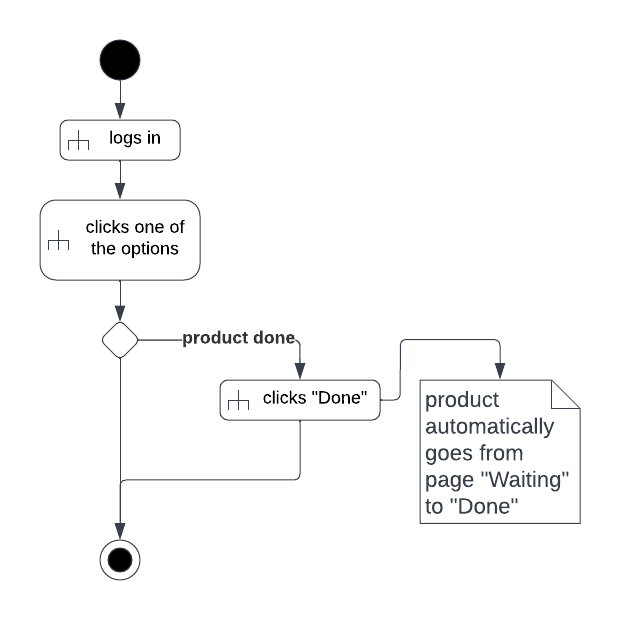 logs in
clicks one of
the options
product done
clicks "Done"
product
automatically
goes from
page "Waiting"
to "Done"